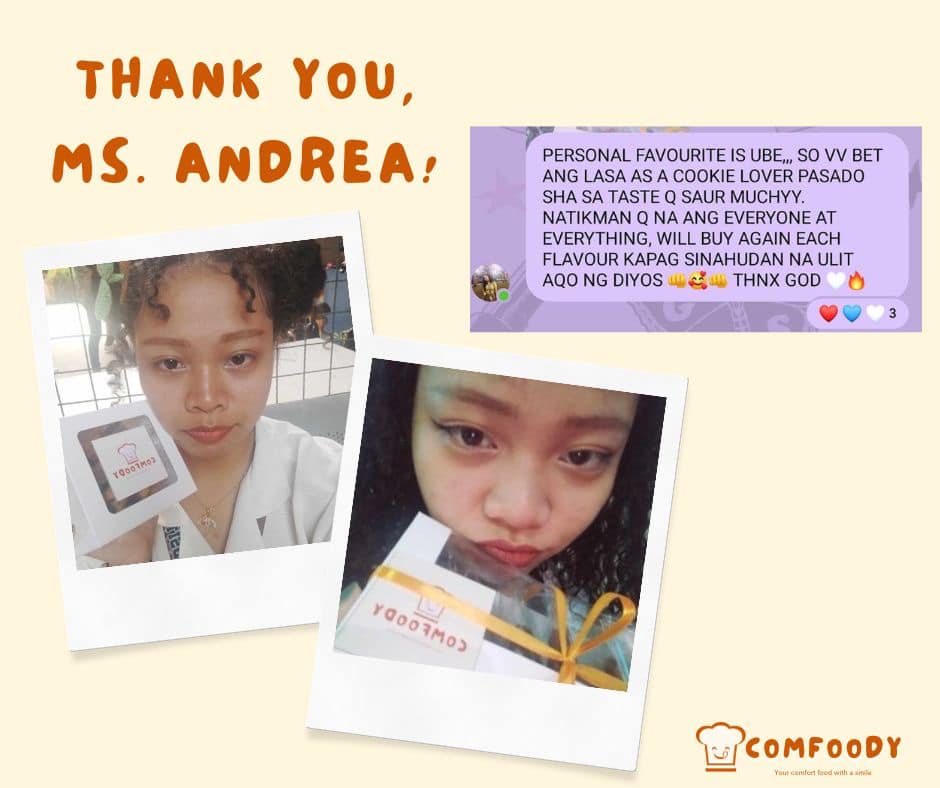 THANK YOU,
MS. ANDREA!
PERSONAL FAVOURITE IS UBE,,, SO VV BET
ANG LASA AS A COOKIE LOVER PASADO
SHA SA TASTE Q SAUR MUCHYY.
NATIKMAN Q NA ANG EVERYONE AT
EVERYTHING, WILL BUY AGAIN EACH
FLAVOUR KAPAG SINAHUDAN NA ULIT
AQO NG DIYOS 👊🥰👊 THNX GOD 🤍🔥
❤️💙🤍 3
COMFOODY
COMFOODY
COMFOODY
Your comfort food with a smile